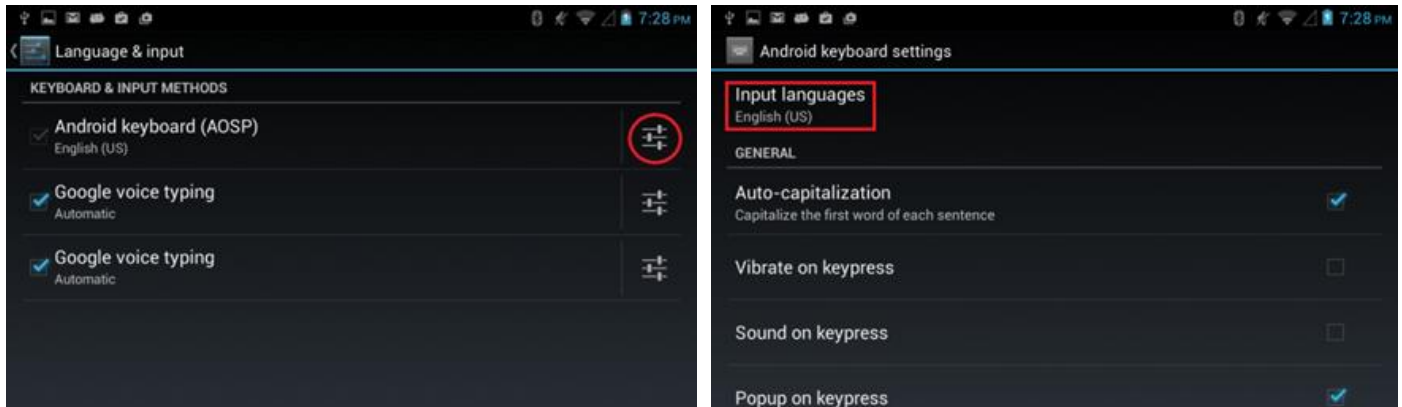 7:28 PM
Language & input
KEYBOARD & INPUT METHODS
Android keyboard (AOSP)
English (US)
Google voice typing
Automatic
Google voice typing
Automatic
7:28 PM
Android keyboard settings
Input languages
English (US)
GENERAL
Auto-capitalization
Capitalize the first word of each sentence
Vibrate on keypress
Sound on keypress
Popup on keypress